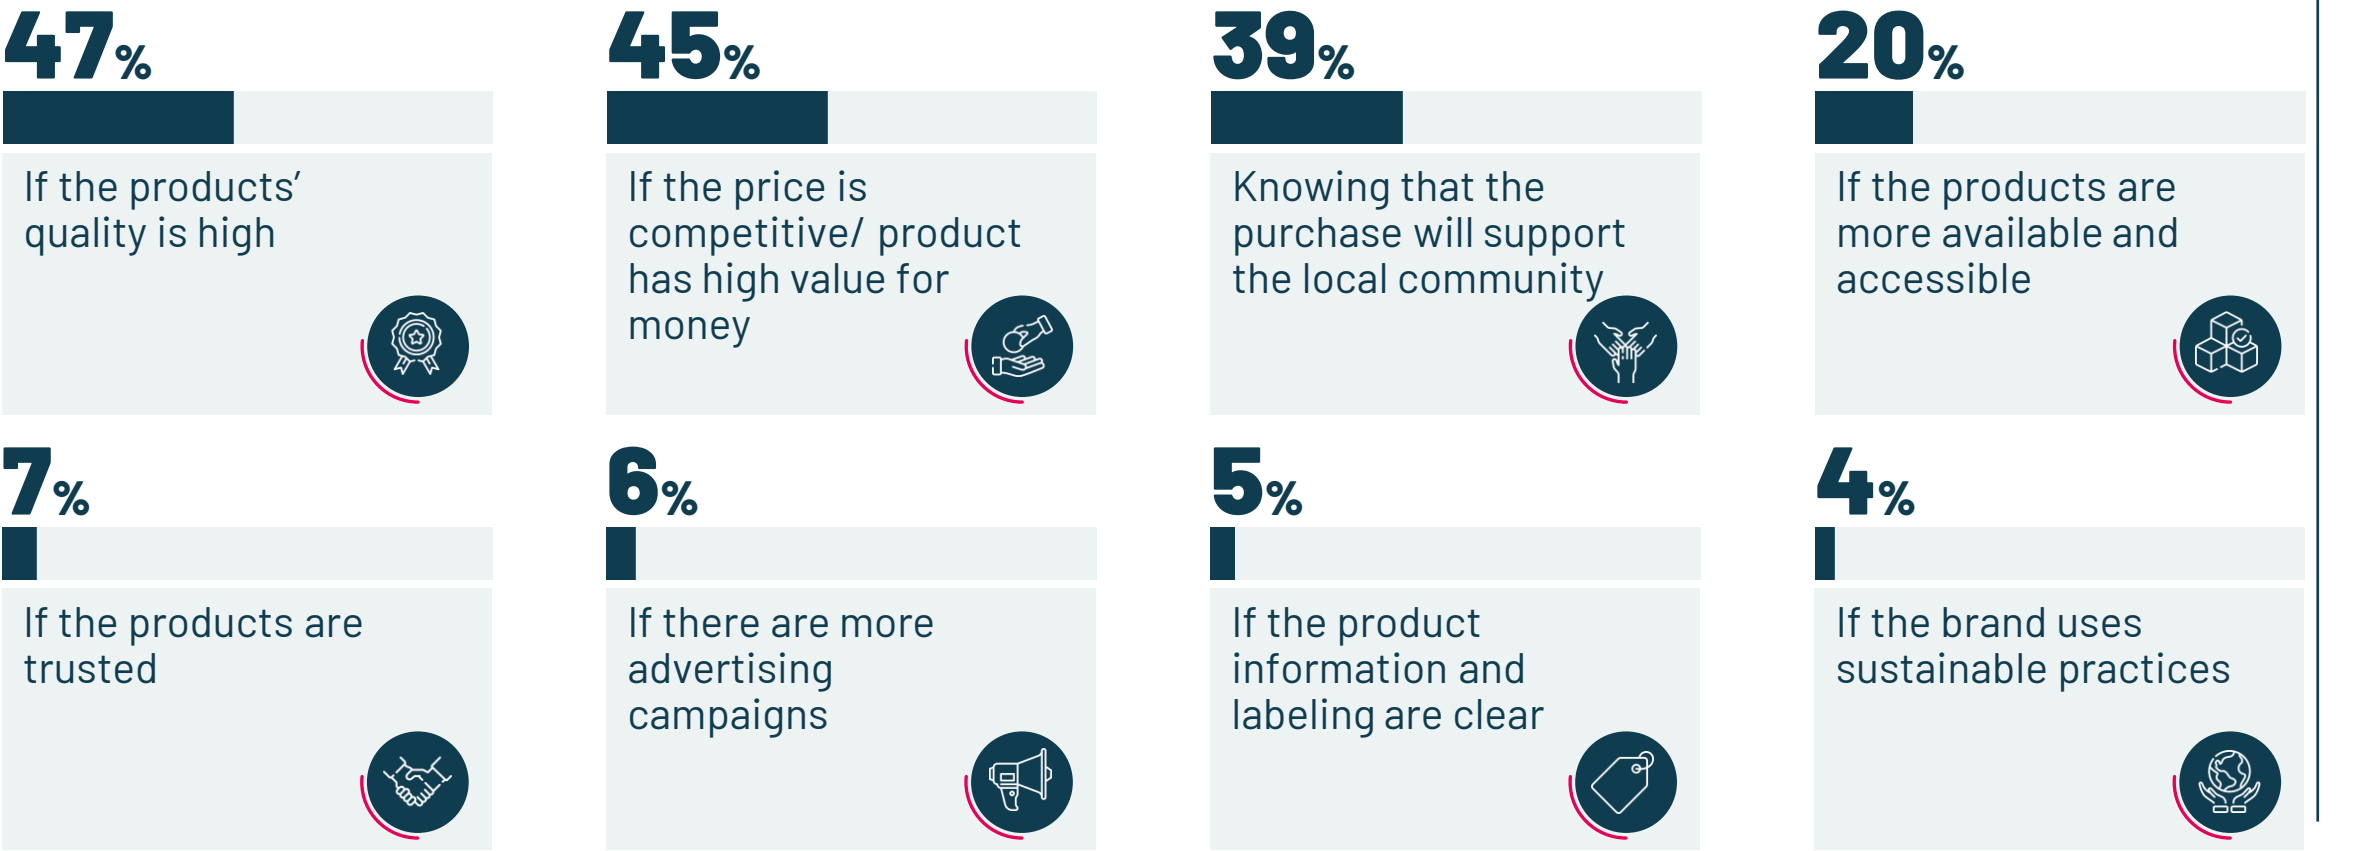 47%
If the products’
quality is high
45%
If the price is
competitive/ product
has high value for
money
39%
Knowing that the
purchase will support
the local community
20%
If the products are
more available and
accessible
7%
If the products are
trusted
6%
If there are more
advertising
campaigns
5%
If the product
information and
labeling are clear
4%
If the brand uses
sustainable practices